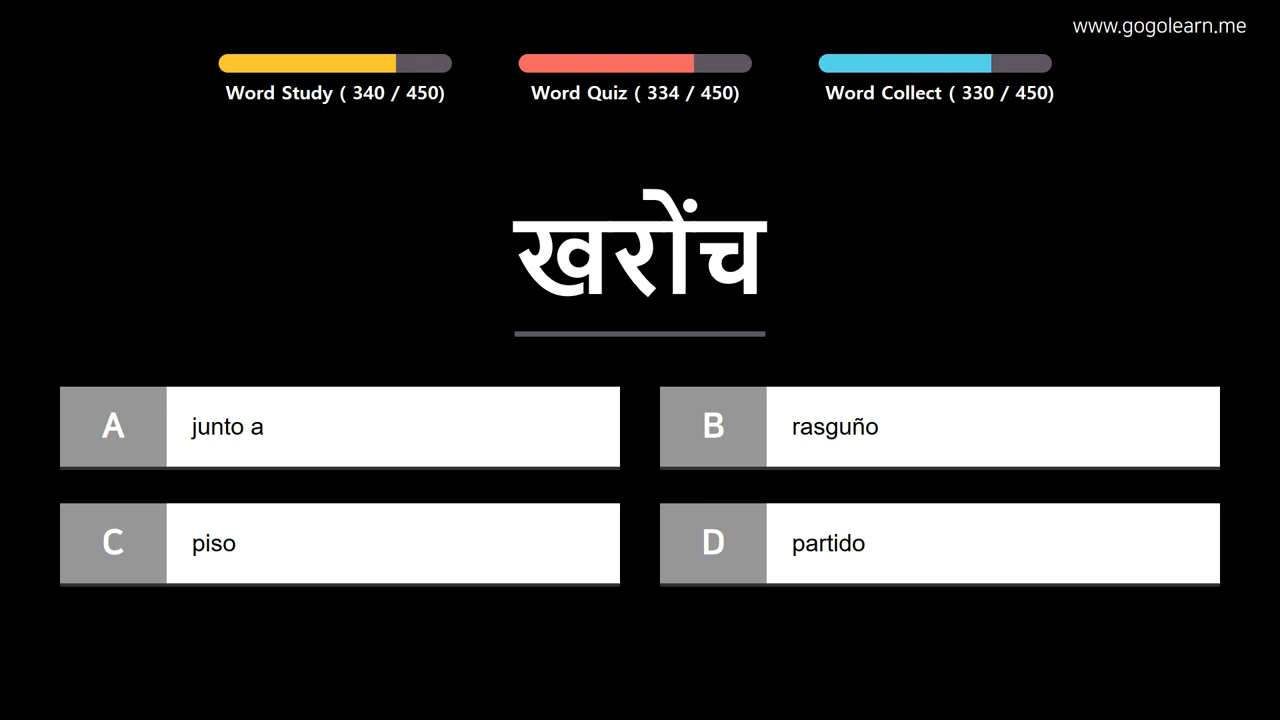 www.gogolearn.me
Word Study ( 340 / 450)
Word Quiz ( 334 / 450)
Word Collect ( 330 / 450)
खरोंच
A junto a
B rasguño
C piso
D partido